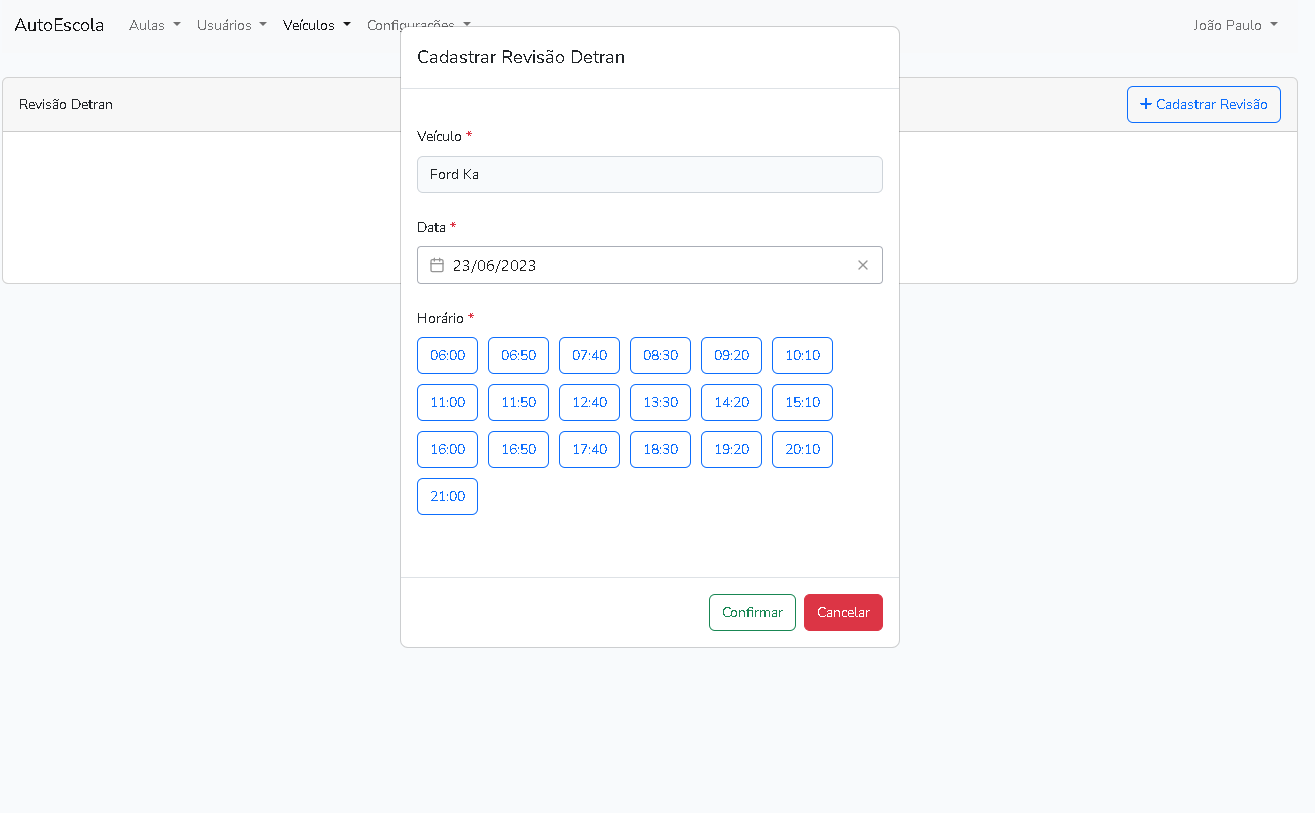 AutoEscola Aulas Usuários Veículos Configurações João Paulo
Cadastrar Revisão Detran
Revisão Detran
+ Cadastrar Revisão
Veículo *
Ford Ka
Data *
23/06/2023
Horário *
06:00 06:50 07:40 08:30 09:20 10:10
11:00 11:50 12:40 13:30 14:20 15:10
16:00 16:50 17:40 18:30 19:20 20:10
21:00
Confirmar Cancelar